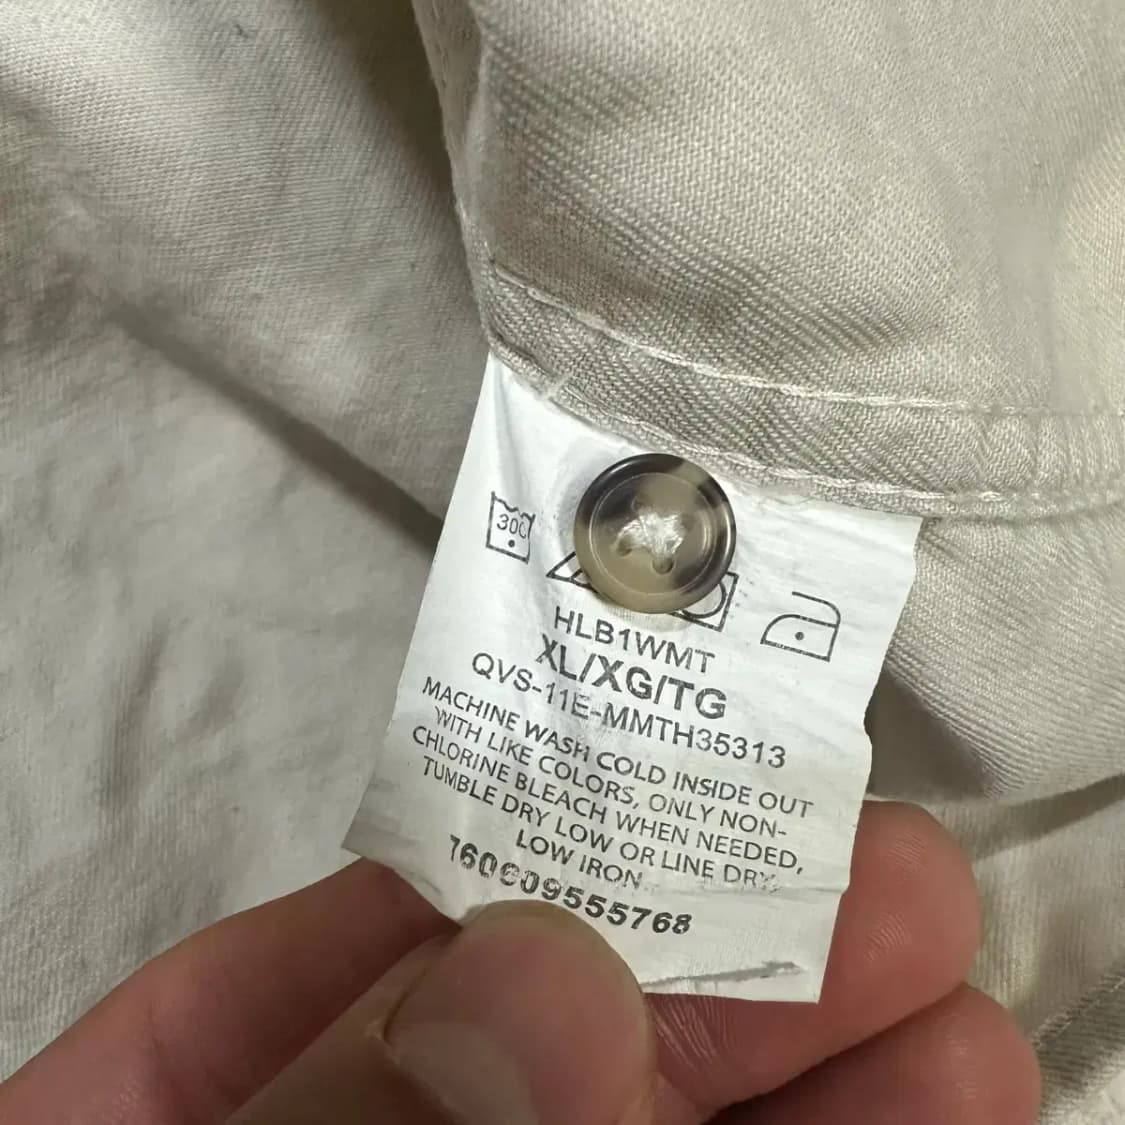 30C
HLB1WMT
XL/XG/TG
QVS-11E-MMTH35313
MACHINE WASH COLD INSIDE OUT
WITH LIKE COLORS, ONLY NON-
CHLORINE BLEACH WHEN NEEDED,
TUMBLE DRY LOW OR LINE DRY.
LOW IRON
760609555768